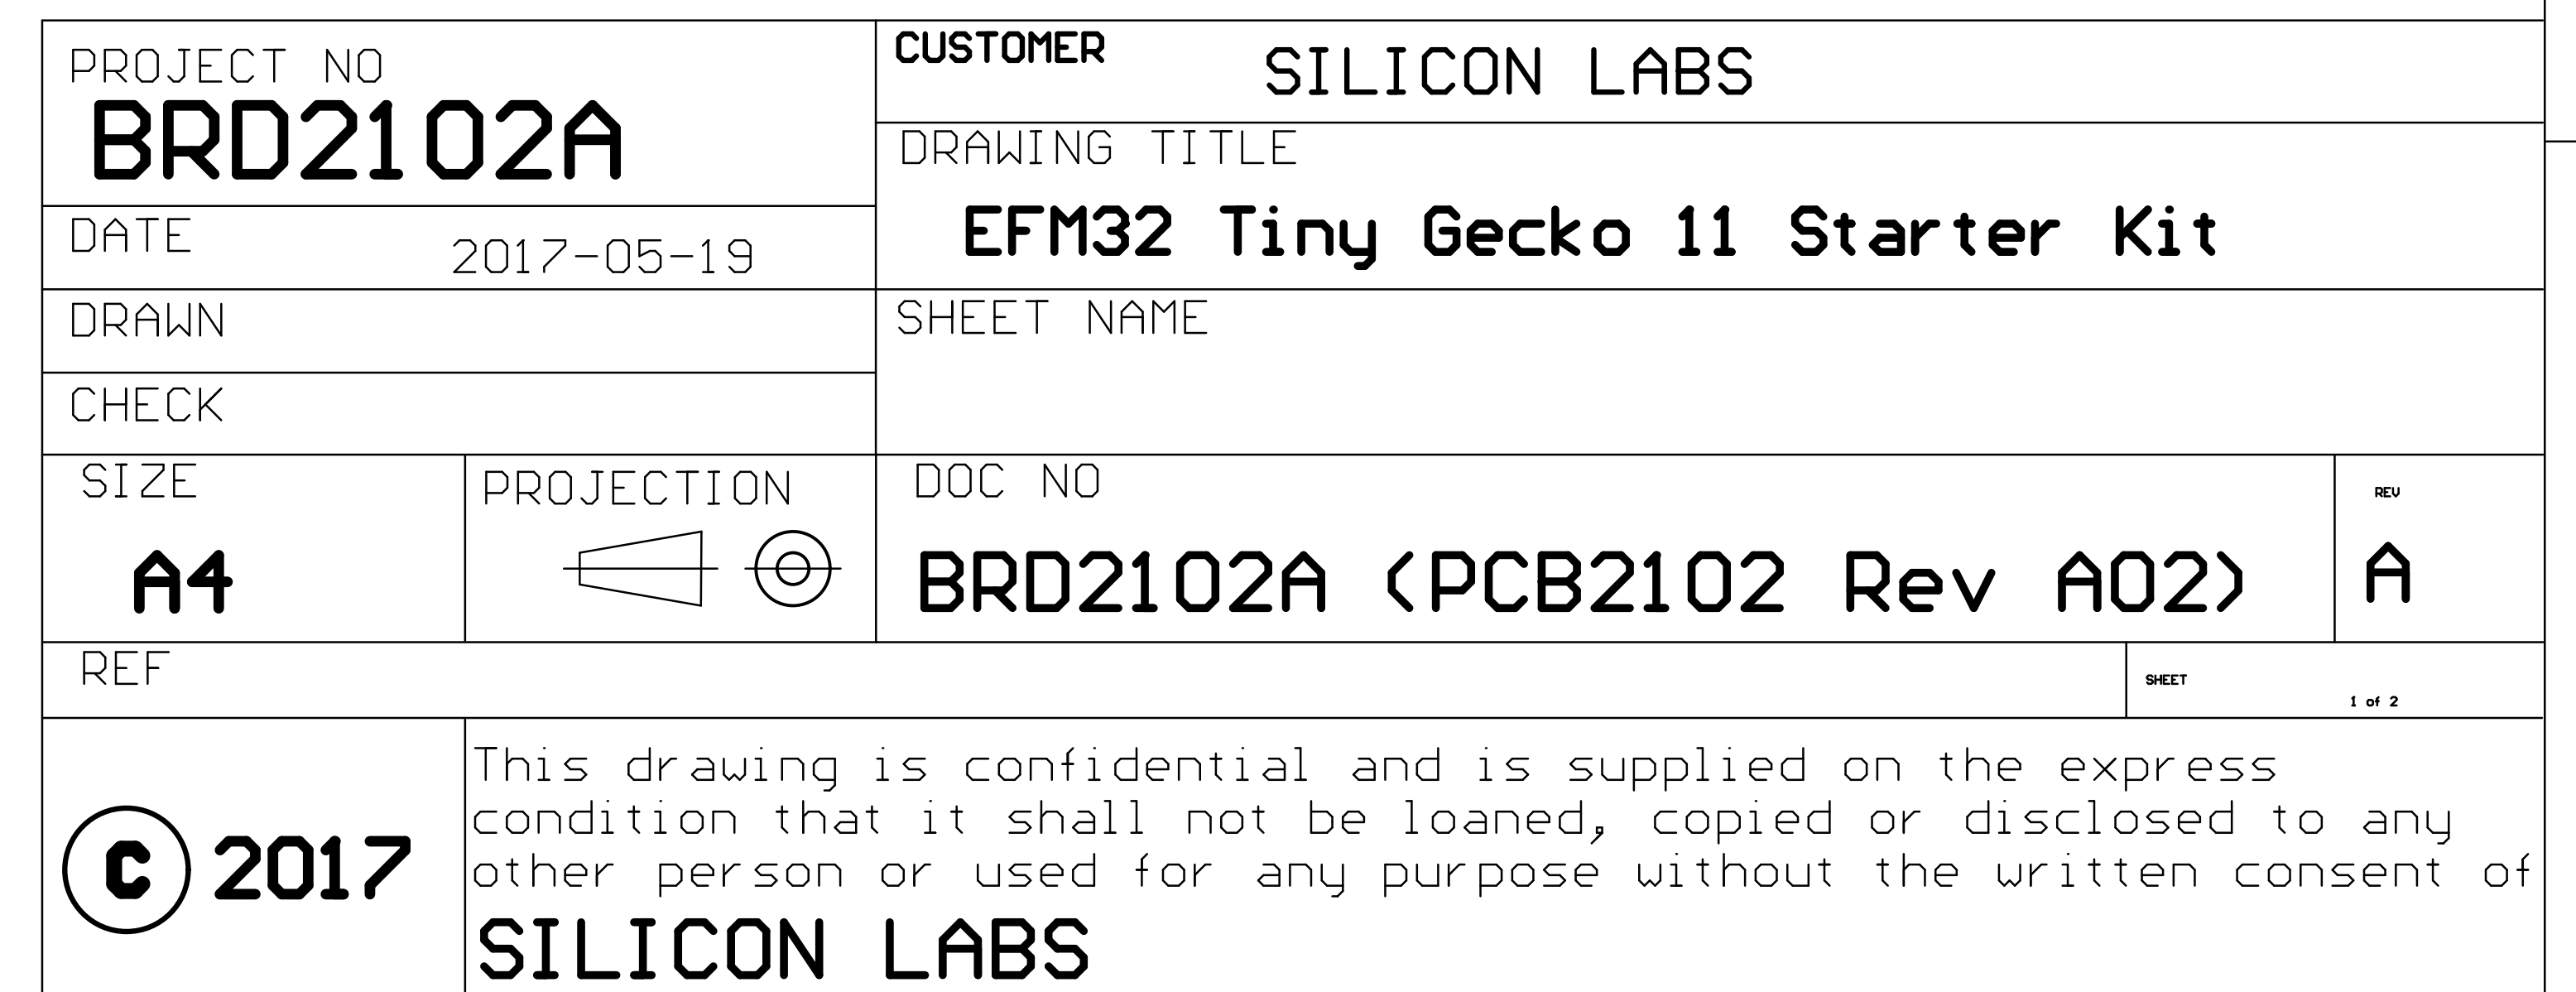 PROJECT NO
BRD2102A
CUSTOMER
SILICON LABS
DRAWING TITLE
EFM32 Tiny Gecko 11 Starter Kit
DATE
2017-05-19
DRAWN
SHEET NAME
CHECK
SIZE
A4
PROJECTION
DOC NO
BRD2102A (PCB2102 Rev A02)
REV
A
REF
SHEET
1 of 2
© 2017
This drawing is confidential and is supplied on the express
condition that it shall not be loaned, copied or disclosed to any
other person or used for any purpose without the written consent of
SILICON LABS